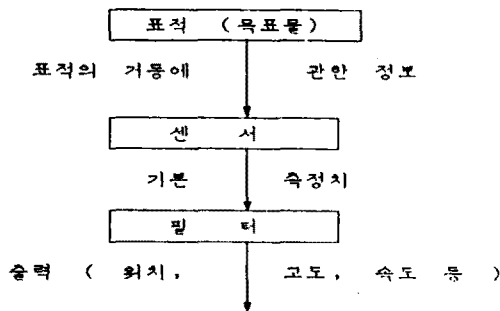 표적 (목표물)
표적의 거동에 관한 정보
센 서
기본 측정치
필 터
출력 ( 위치, 고도, 속도 등 )